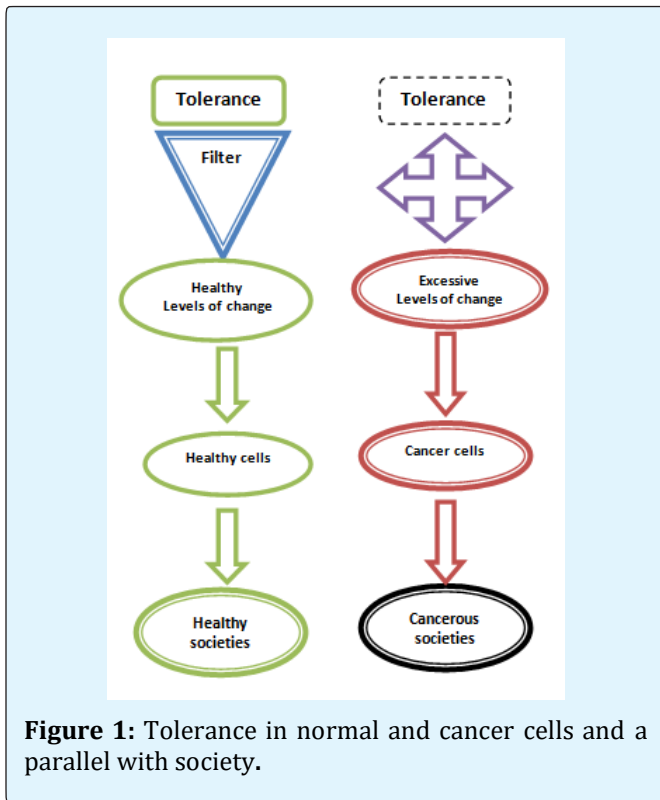 Tolerance
Filter
Healthy
Levels of change
Healthy cells
Healthy
societies
Tolerance
Excessive
Levels of change
Cancer cells
Cancerous
societies
Figure 1: Tolerance in normal and cancer cells and a
parallel with society.